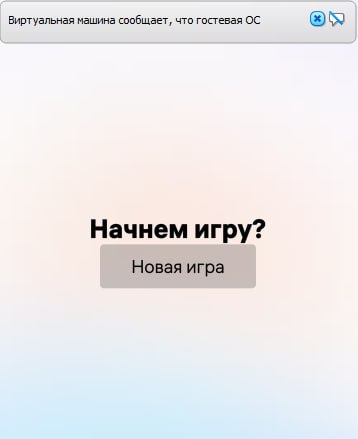 Виртуальная машина сообщает, что гостевая ОС
Начнем игру?
Новая игра